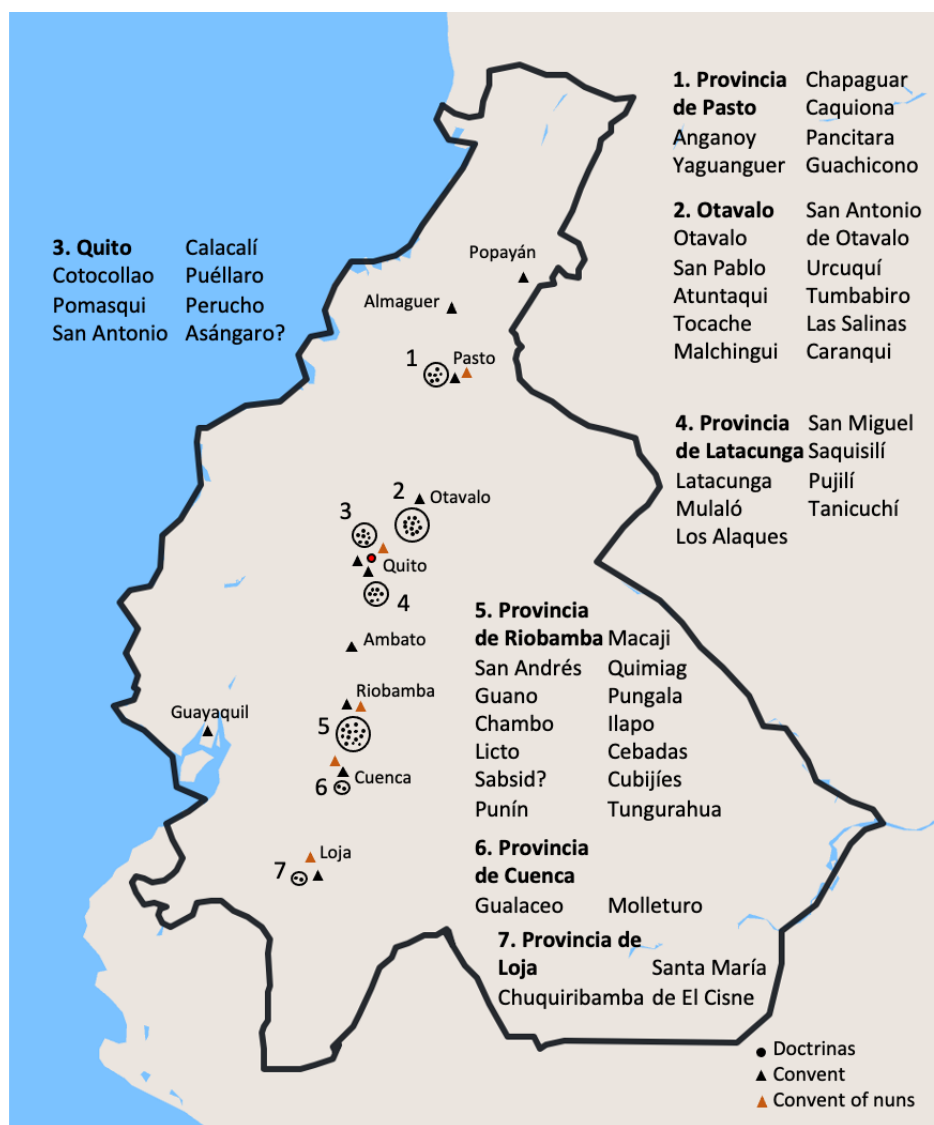 1. Provincia
de Pasto
Anganoy
Yaguanguer
Chapaguar
Caquiona
Pancitara
Guachicono
2. Otavalo
Otavalo
San Pablo
Atuntaqui
Tocache
Malchingui
San Antonio
de Otavalo
Urcuquí
Tumbabiro
Las Salinas
Caranqui
3. Quito
Cotocollao
Pomasqui
San Antonio
Calacalí
Puéllaro
Perucho
Asángaro?
4. Provincia
de Latacunga
Latacunga
Mulaló
Los Alaques
San Miguel
Saquisilí
Pujilí
Tanicuchí
Popayán
Almaguer
1
Pasto
2
Otavalo
3
Quito
4
Ambato
Riobamba
Guayaquil
5
Cuenca
6
Loja
7
5. Provincia
de Riobamba
San Andrés
Guano
Chambo
Licto
Sabsid?
Punín
Macaji
Quimiag
Pungala
Ilapo
Cebadas
Cubijíes
Tungurahua
6. Provincia
de Cuenca
Gualaceo
Molleturo
7. Provincia de
Loja
Chuquiribamba
Santa María
de El Cisne
Doctrinas
Convent
Convent of nuns